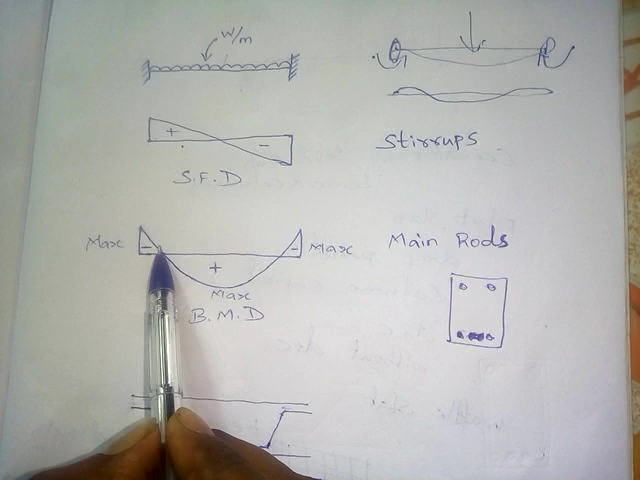 w/m
+
-
S.F.D
Stirrups
Max
-
+
-
Max
Max
B.M.D
Main Rods